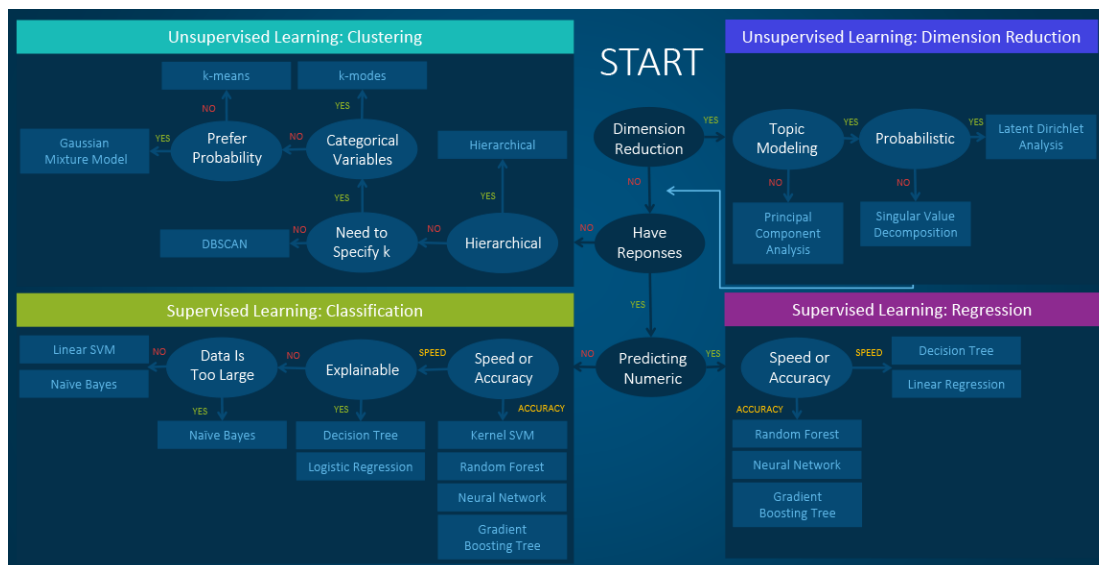 Unsupervised Learning: Clustering
k-means
k-modes
NO
YES
YES
Prefer
Probability
NO
Categorical
Variables
Gaussian
Mixture Model
Hierarchical
YES
YES
DBSCAN
NO
Need to
Specify k
NO
Hierarchical
START
Dimension
Reduction
YES
NO
NO
Have
Reponses
YES
NO
Predicting
Numeric
YES
Unsupervised Learning: Dimension Reduction
Topic
Modeling
YES
Probabilistic
YES
Latent Dirichlet
Analysis
NO
NO
Principal
Component
Analysis
Singular Value
Decomposition
Supervised Learning: Classification
Linear SVM
Naïve Bayes
NO
Data Is
Too Large
NO
Explainable
SPEED
Speed or
Accuracy
YES
YES
ACCURACY
Naïve Bayes
Decision Tree
Logistic Regression
Kernel SVM
Random Forest
Neural Network
Gradient
Boosting Tree
Supervised Learning: Regression
Speed or
Accuracy
SPEED
Decision Tree
Linear Regression
ACCURACY
Random Forest
Neural Network
Gradient
Boosting Tree